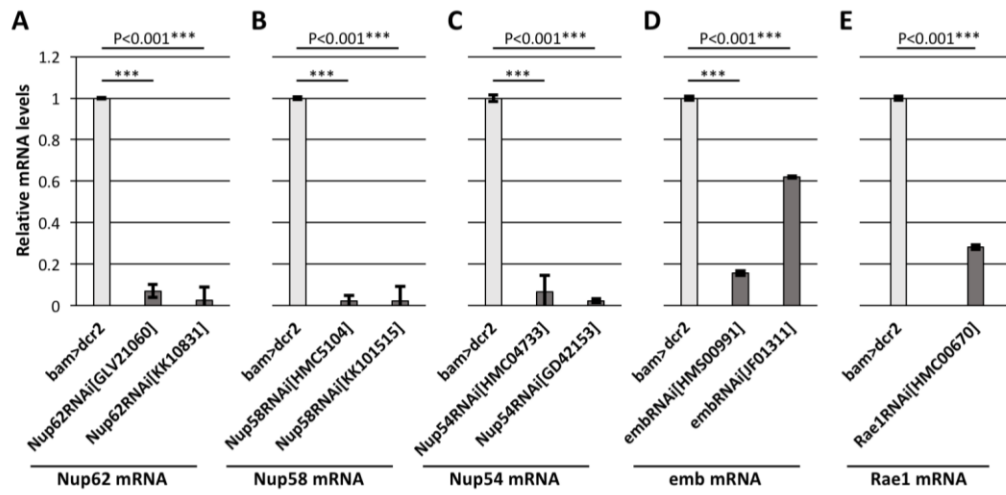 A
B
C
D
E
P<0.001***
P<0.001***
P<0.001***
P<0.001***
P<0.001***
***
***
***
***
Relative mRNA levels
1.2
1
0.8
0.6
0.4
0.2
0
bam>dcr2
Nup62RNAi[GLV21060]
Nup62RNAi[KK10831]
bam>dcr2
Nup58RNAi[HMC5104]
Nup58RNAi[KK101515]
bam>dcr2
Nup54RNAi[HMC04733]
Nup54RNAi[GD42153]
bam>dcr2
embRNAi[HMS00991]
embRNAi[JF01311]
bam>dcr2
Rae1RNAi[HMC00670]
Nup62 mRNA
Nup58 mRNA
Nup54 mRNA
emb mRNA
Rae1 mRNA